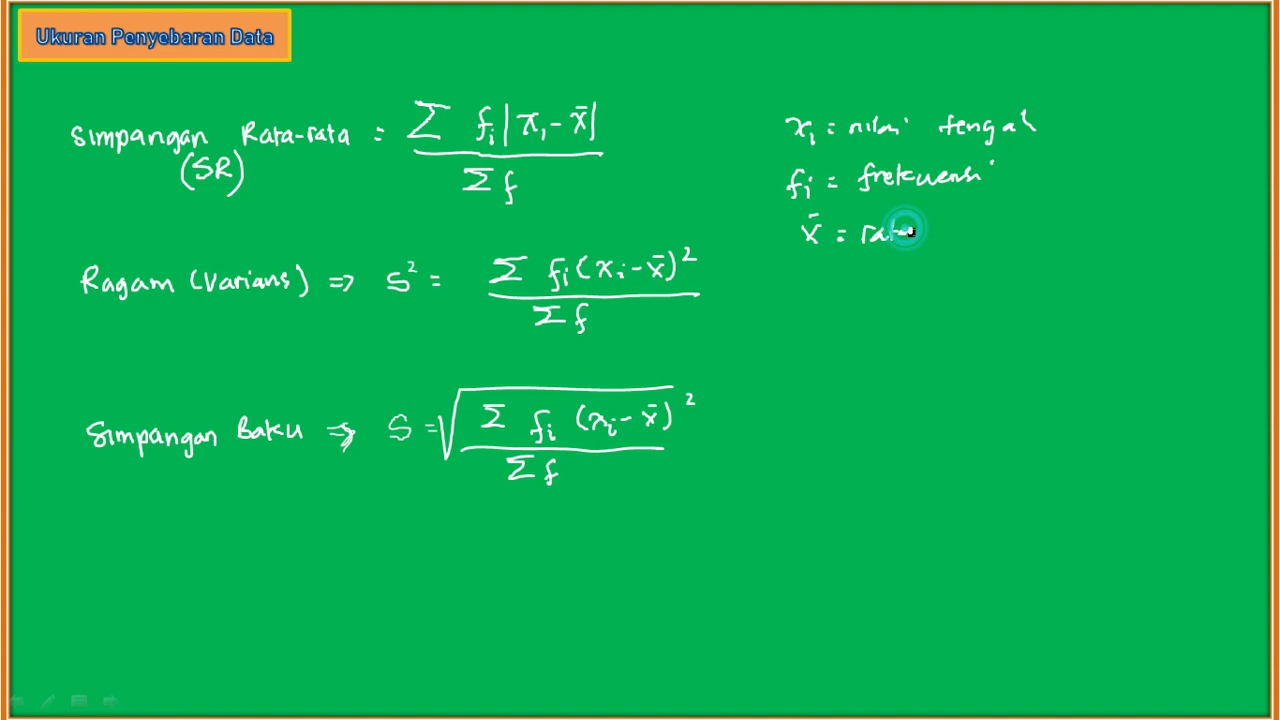 Ukuran Penyebaran Data
Simpangan Rata-rata = Σ fi |xi - x̄| / Σ f
(SR)
Ragam (Varians) ⇒ S² = Σ fi (xi - x̄)² / Σ f
Simpangan Baku ⇒ S = √ Σ fi (xi - x̄)² / Σ f
xi = nilai tengah
fi = frekuensi
x̄ = rat